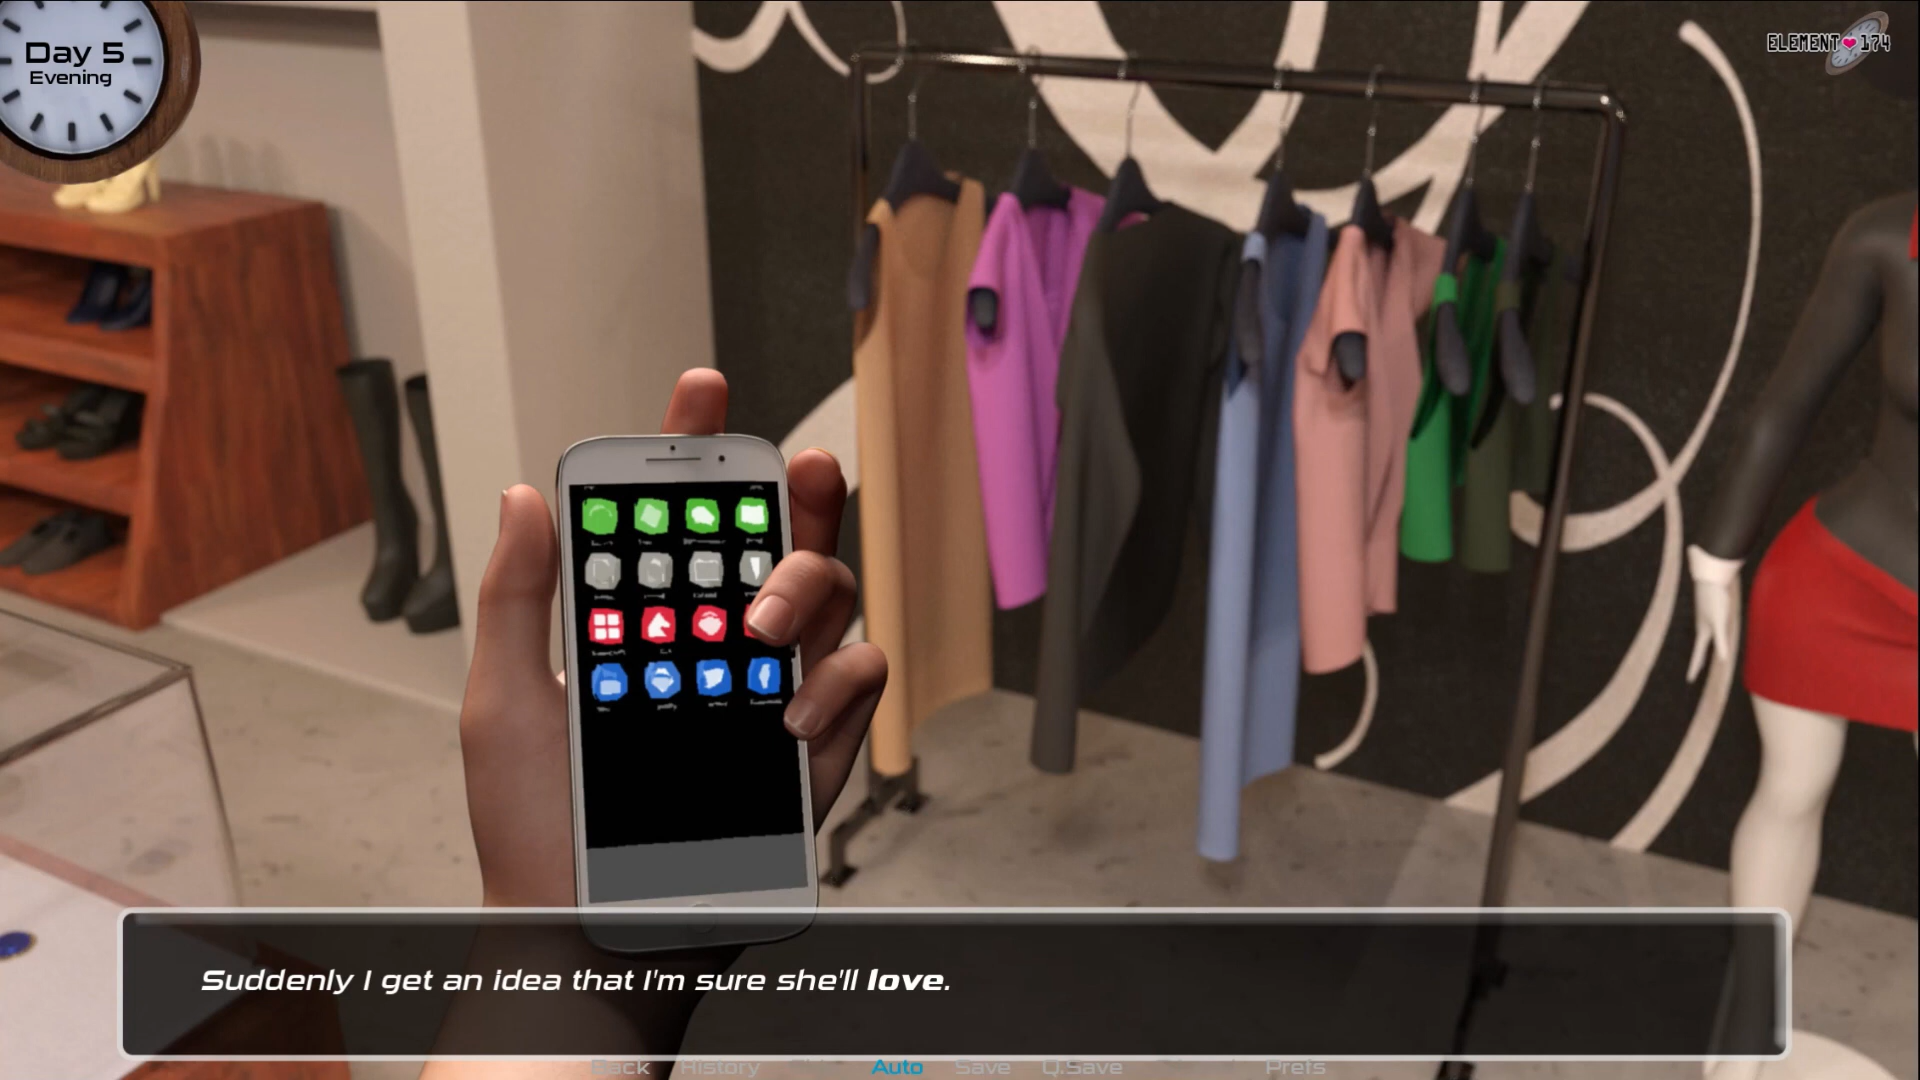 Day 5
Evening
ELEMENT 174
Suddenly I get an idea that I'm sure she'll love.
Back History Auto Save Q.Save Prefs